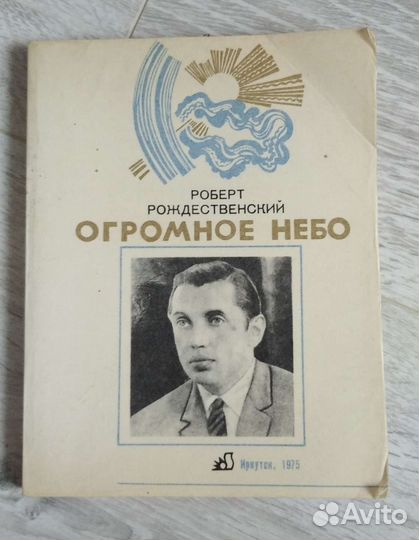 РОБЕРТ
РОЖДЕСТВЕНСКИЙ
ОГРОМНОЕ НЕБО
Иркутск, 1975
Avito